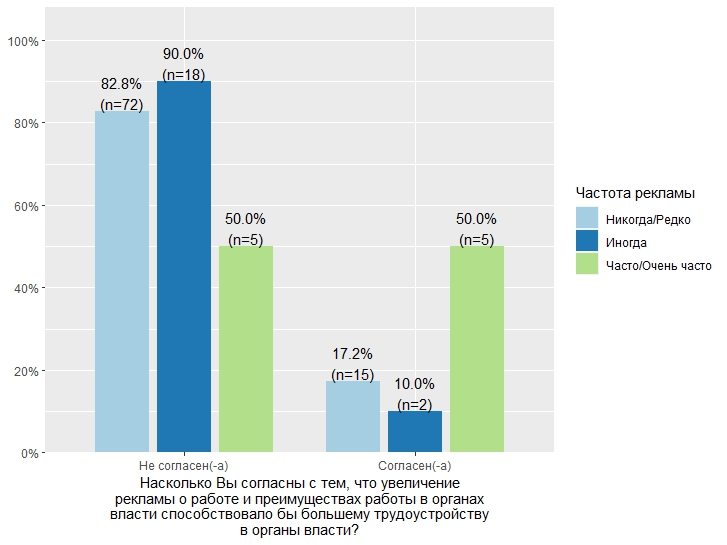 100%
80%
60%
40%
20%
0%
82.8%
(n=72)
90.0%
(n=18)
50.0%
(n=5)
17.2%
(n=15)
10.0%
(n=2)
50.0%
(n=5)
Не согласен(-а)
Согласен(-а)
Насколько Вы согласны с тем, что увеличение
рекламы о работе и преимуществах работы в органах
власти способствовало бы большему трудоустройству
в органы власти?
Частота рекламы
Никогда/Редко
Иногда
Часто/Очень часто